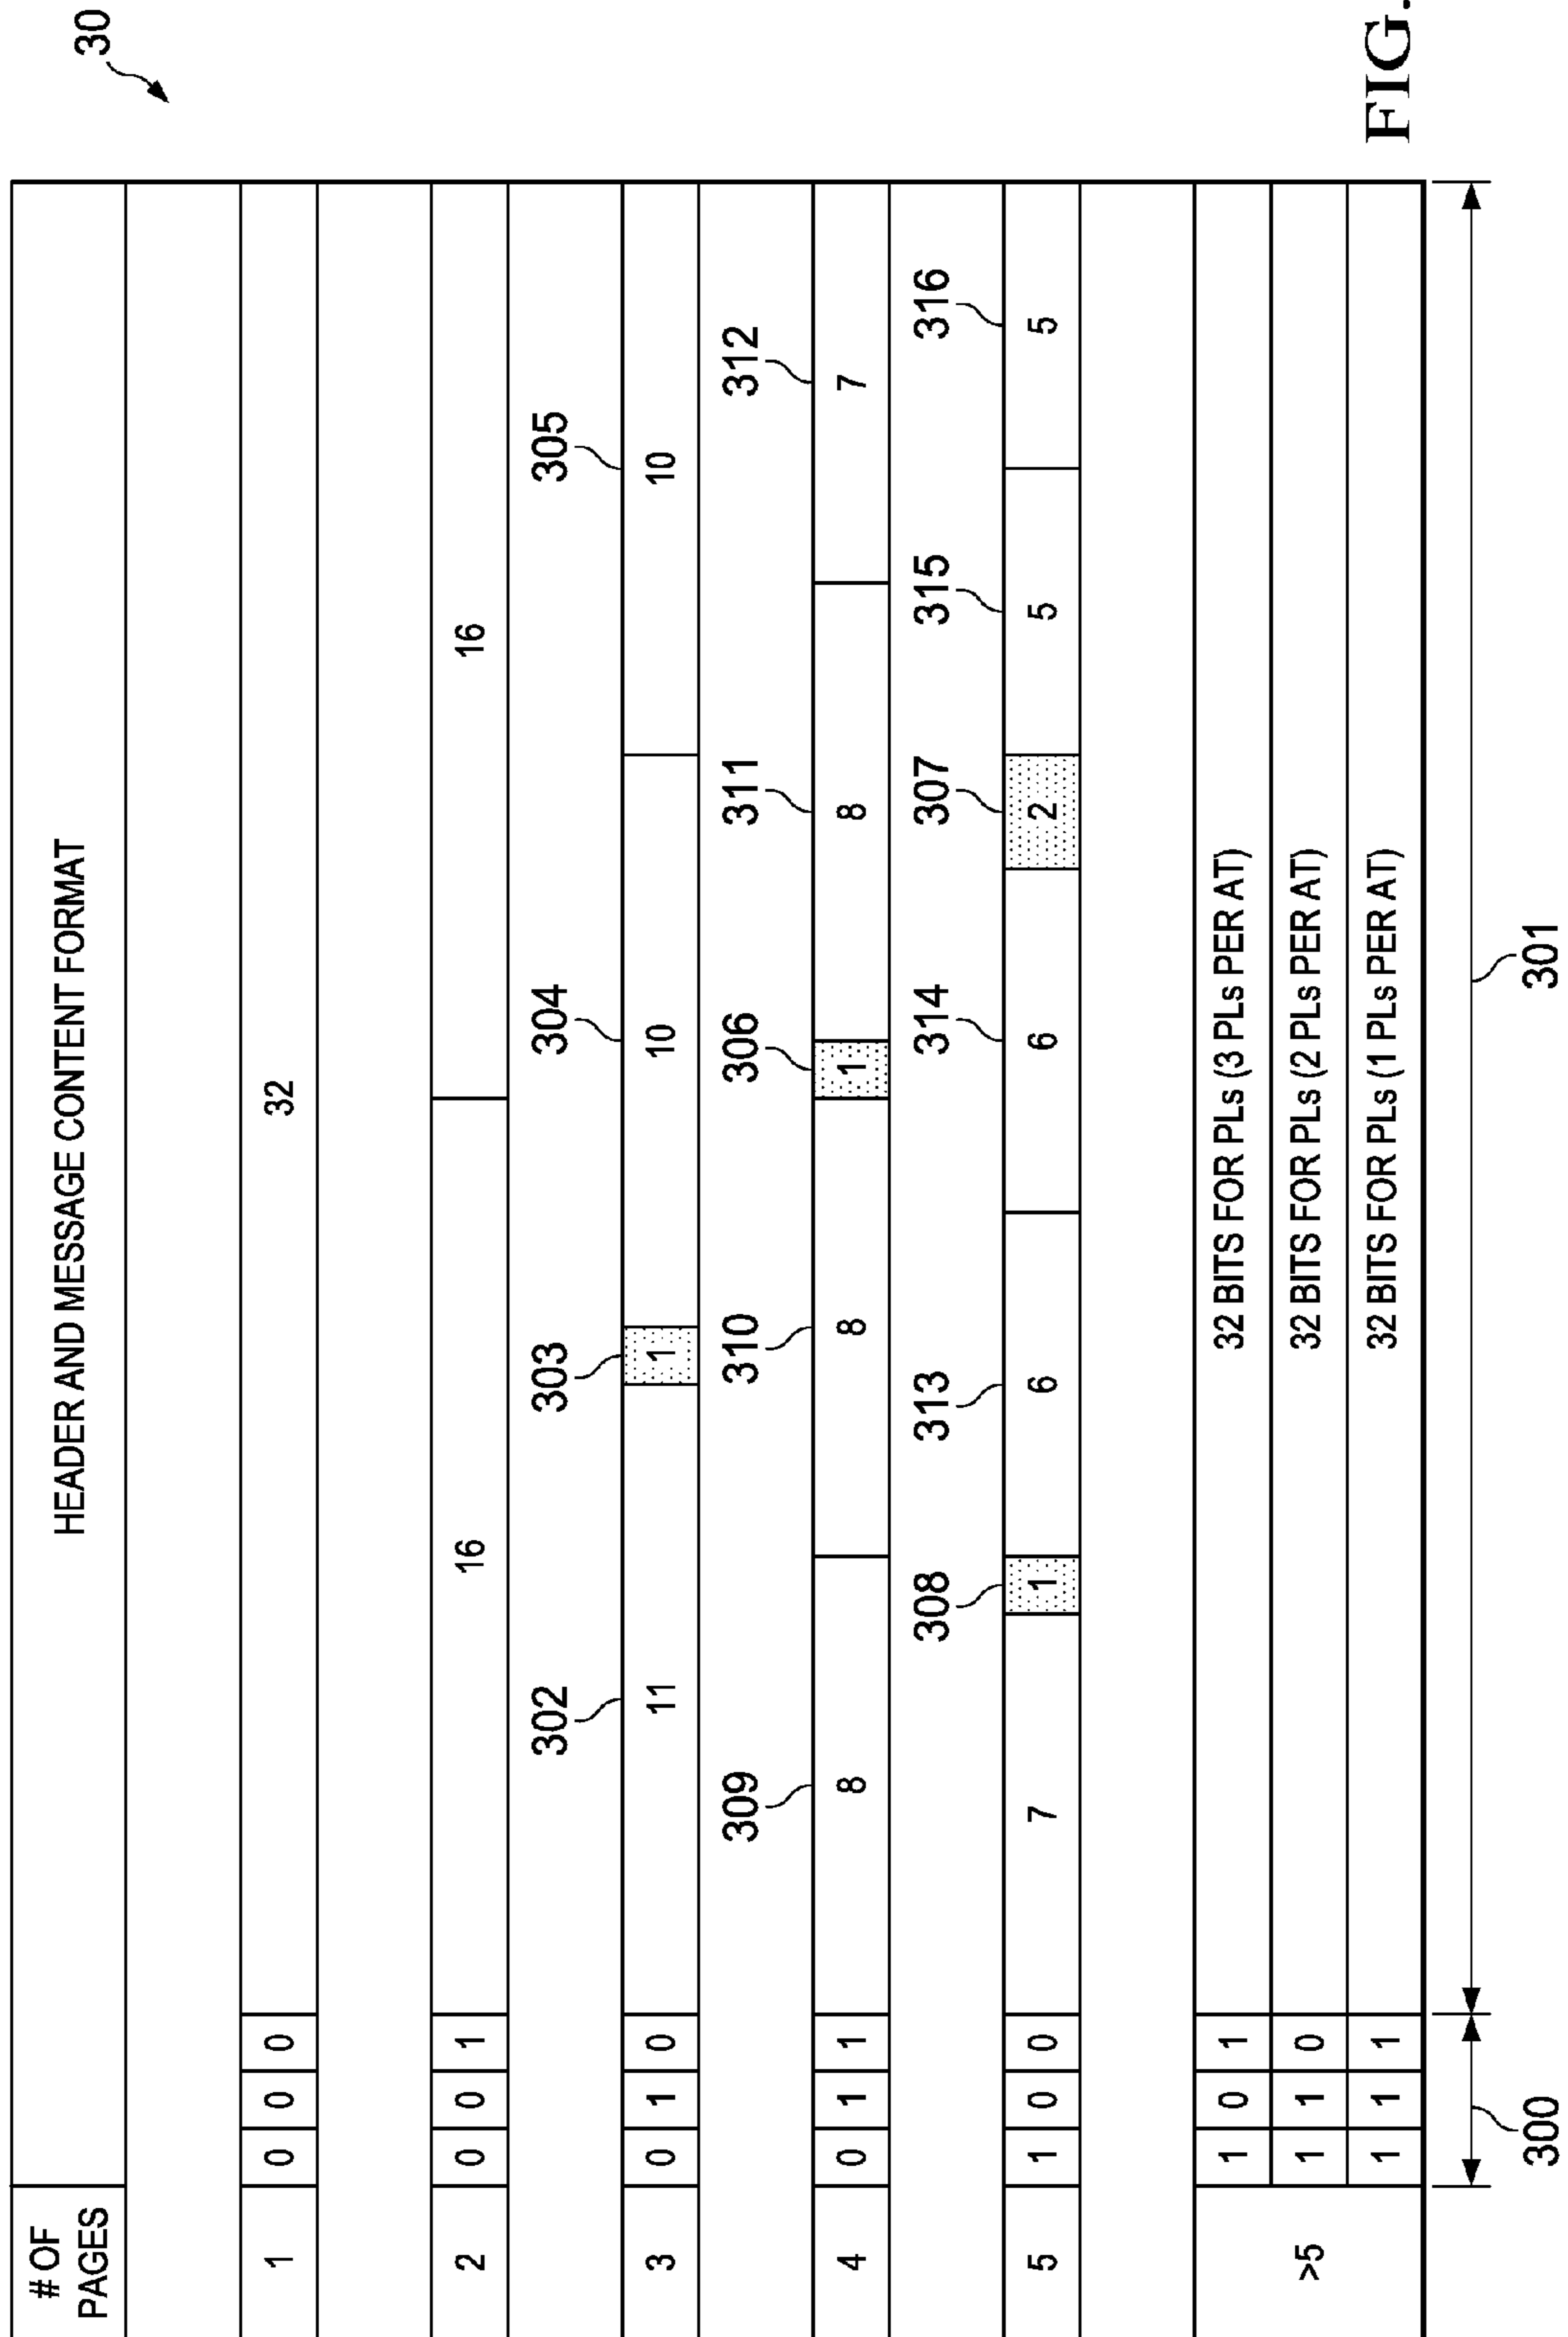 30
# OF
PAGES
HEADER AND MESSAGE CONTENT FORMAT
1 0 0 0 32
2 0 0 1 16 16
302 303 304 305
3 0 1 0 11 1 10 10
309 310 306 311 312
4 0 1 1 8 8 1 8 7
308 313 314 307 315 316
5 1 0 0 7 1 6 6 2 5 5
>5
1 0 1 32 BITS FOR PLs (3 PLs PER AT)
1 1 0 32 BITS FOR PLs (2 PLs PER AT)
1 1 1 32 BITS FOR PLs (1 PLs PER AT)
300 301
FIG.